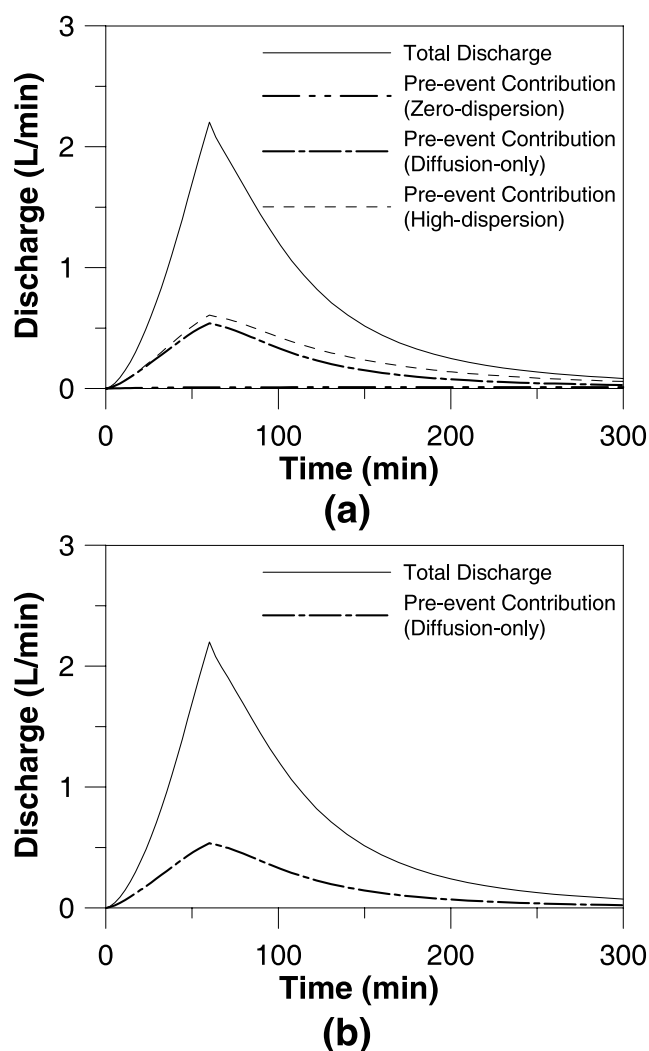 3
2
1
0
Discharge (L/min)
Total Discharge
Pre-event Contribution
(Zero-dispersion)
Pre-event Contribution
(Diffusion-only)
Pre-event Contribution
(High-dispersion)
0
100
200
300
Time (min)
(a)
3
2
1
0
Discharge (L/min)
Total Discharge
Pre-event Contribution
(Diffusion-only)
0
100
200
300
Time (min)
(b)